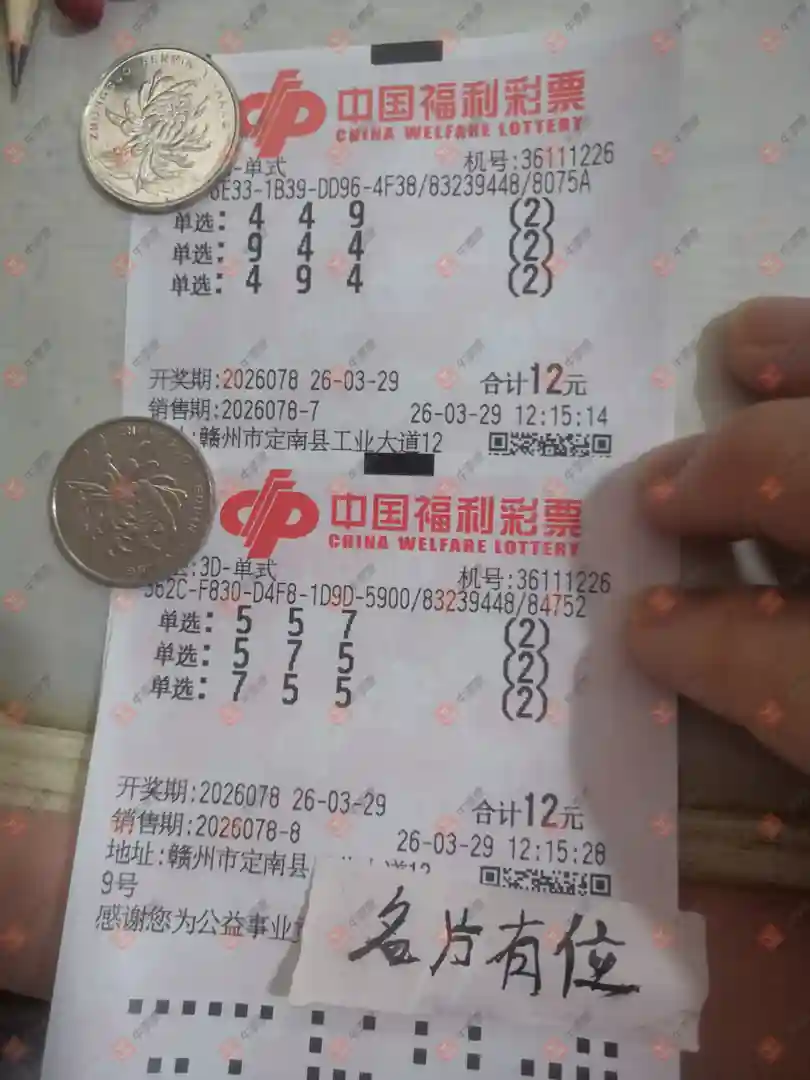 中国福利彩票
CHINA WELFARE LOTTERY
-单式 机号:36111226
6E33-1B39-DD96-4F38/83239448/8075A
单选: 4 4 9 (2)
单选: 9 4 4 (2)
单选: 4 9 4 (2)
开奖期:2026078 26-03-29 合计12元
销售期:2026078-7 26-03-29 12:15:14
:赣州市定南县工业大道12
中国福利彩票
CHINA WELFARE LOTTERY
:3D-单式 机号:36111226
562C-F830-D4F8-1D9D-5900/83239448/84752
单选: 5 5 7 (2)
单选: 5 7 5 (2)
单选: 7 5 5 (2)
开奖期:2026078 26-03-29 合计12元
销售期:2026078-8 26-03-29 12:15:28
地址:赣州市定南县 大道12
9号
感谢您为公益事业
名片有位